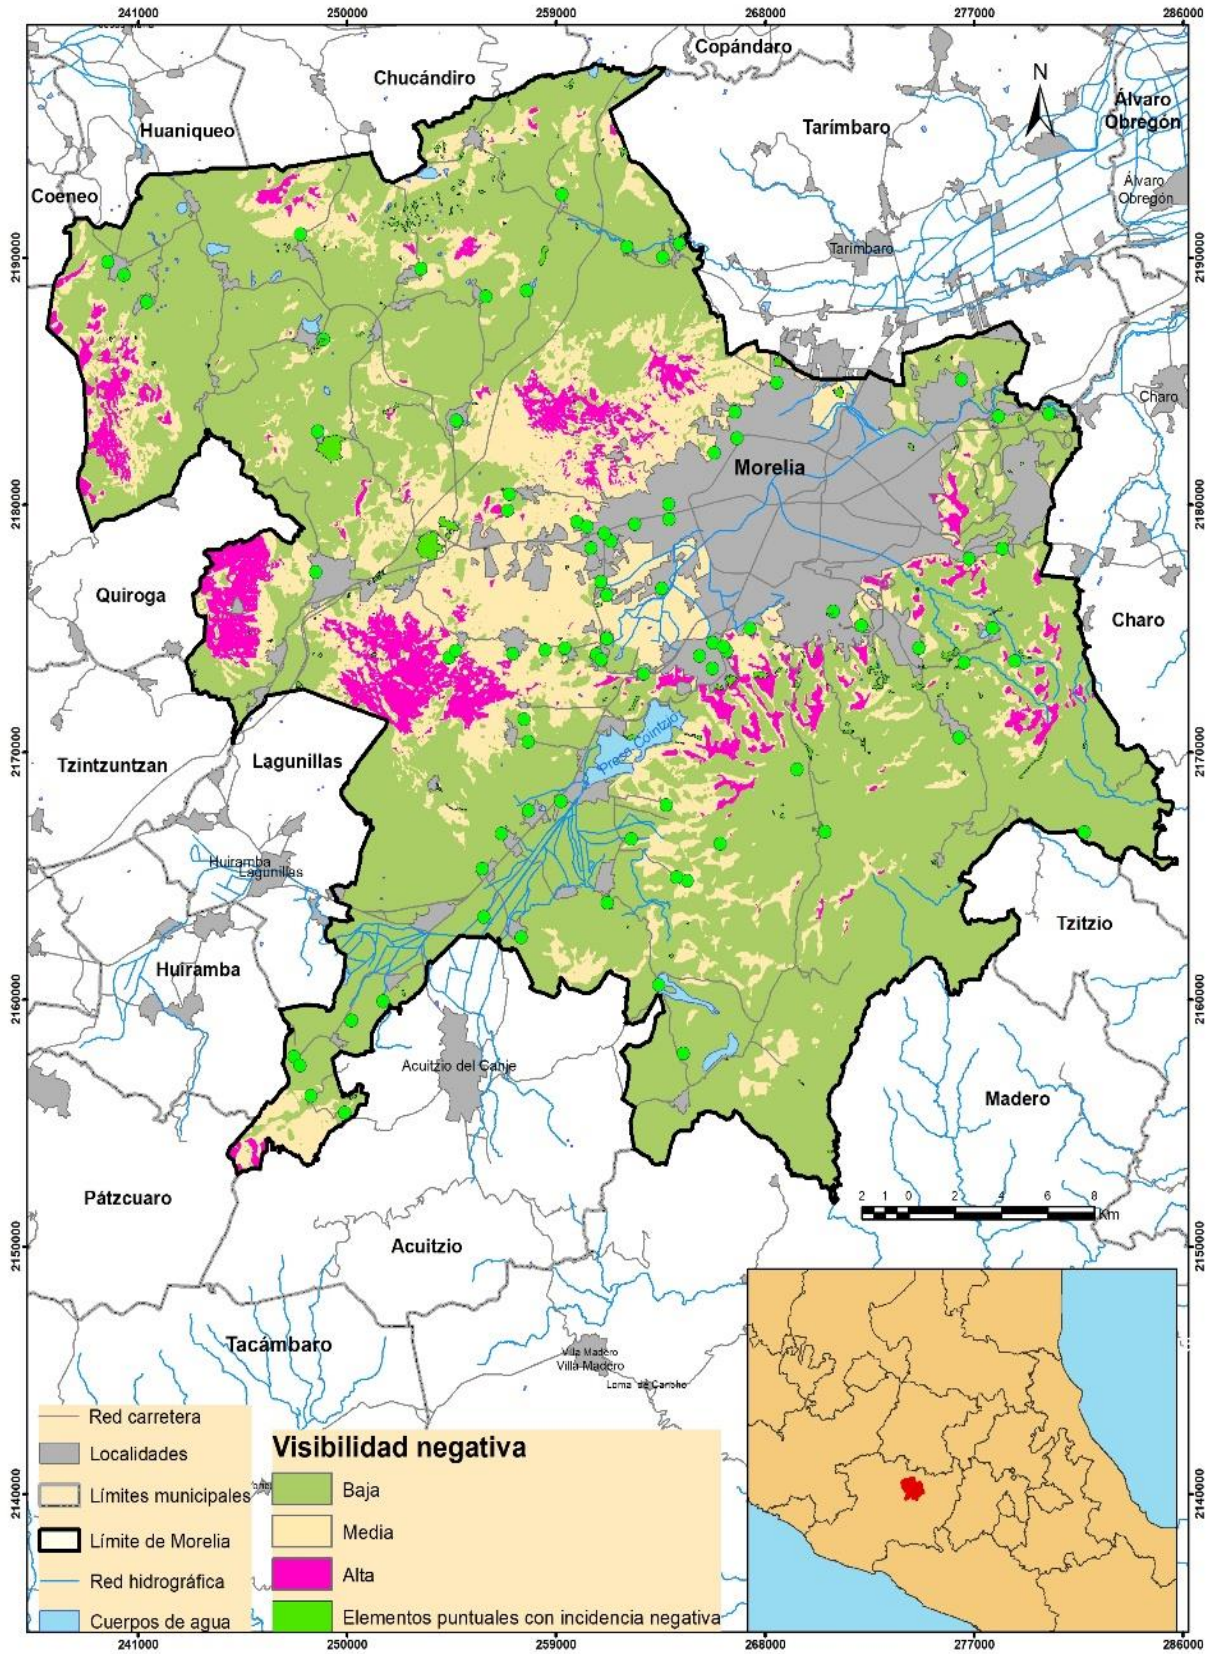 241000 250000 259000 268000 277000 286000
Copándaro
Chucándiro
N
Álvaro
Obregón
Huaniqueo
Tarímbaro
Coeneo
Álvaro
Obregón
Tarímbaro
2190000
2190000
Charo
Morelia
2180000
2180000
Quiroga
Charo
Presa Cointzio
2170000
2170000
Tzintzuntzan
Lagunillas
Huiramba
Lagunillas
Tzitzio
Huiramba
2160000
2160000
Acuitzio del Canje
Madero
Pátzcuaro
2 1 0 2 4 6 8
Km
Acuitzio
2150000
2150000
Tacámbaro
Villa Madero
Villa Madero
Red carretera
Localidades
Límites municipales
Límite de Morelia
Red hidrográfica
Cuerpos de agua
Visibilidad negativa
Baja
Media
Alta
Elementos puntuales con incidencia negativa
2140000
2140000
241000 250000 259000 268000 277000 286000